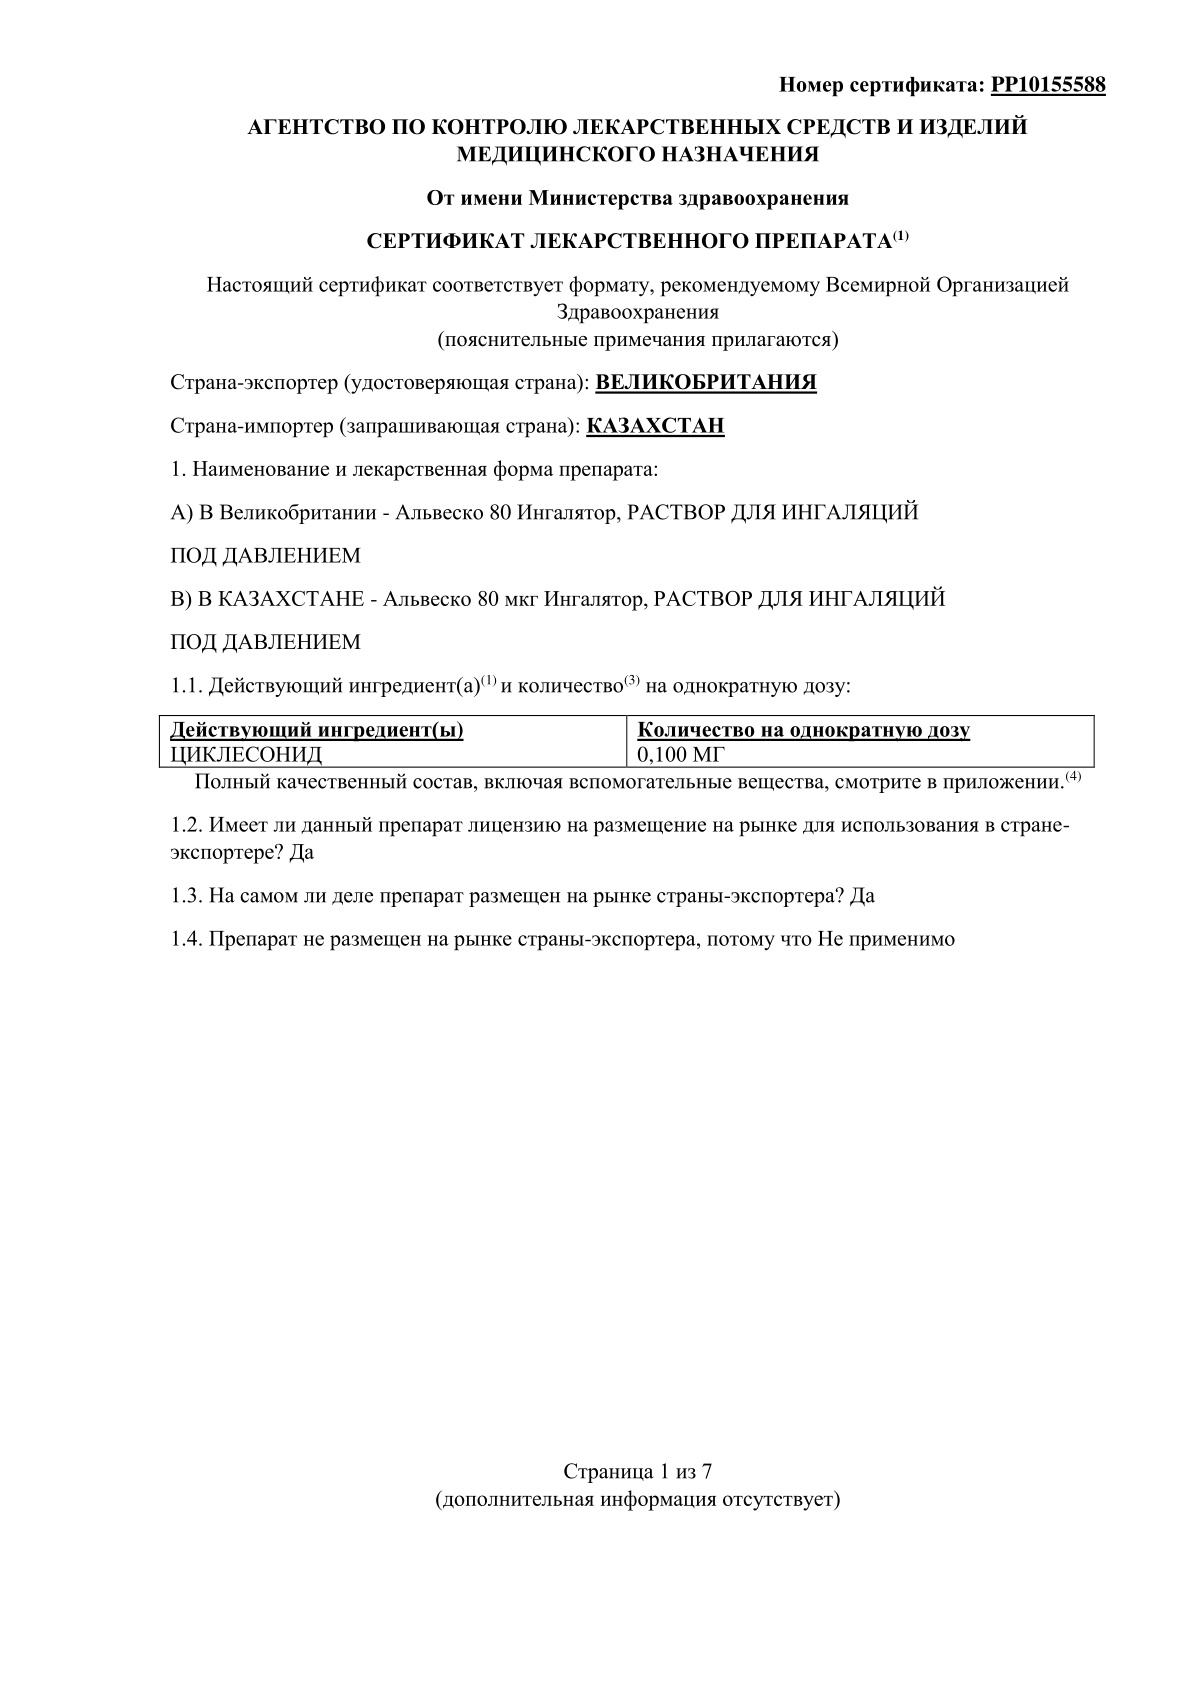 Номер сертификата: PP10155588
АГЕНТСТВО ПО КОНТРОЛЮ ЛЕКАРСТВЕННЫХ СРЕДСТВ И ИЗДЕЛИЙ
МЕДИЦИНСКОГО НАЗНАЧЕНИЯ
От имени Министерства здравоохранения
СЕРТИФИКАТ ЛЕКАРСТВЕННОГО ПРЕПАРАТА(1)
Настоящий сертификат соответствует формату, рекомендуемому Всемирной Организацией
Здравоохранения
(пояснительные примечания прилагаются)
Страна-экспортер (удостоверяющая страна): ВЕЛИКОБРИТАНИЯ
Страна-импортер (запрашивающая страна): КАЗАХСТАН
1. Наименование и лекарственная форма препарата:
А) В Великобритании - Альвеско 80 Ингалятор, РАСТВОР ДЛЯ ИНГАЛЯЦИЙ
ПОД ДАВЛЕНИЕМ
В) В КАЗАХСТАНЕ - Альвеско 80 мкг Ингалятор, РАСТВОР ДЛЯ ИНГАЛЯЦИЙ
ПОД ДАВЛЕНИЕМ
1.1. Действующий ингредиент(а)(1) и количество(3) на однократную дозу:
Действующий ингредиент(ы) Количество на однократную дозу
ЦИКЛЕСОНИД 0,100 МГ
Полный качественный состав, включая вспомогательные вещества, смотрите в приложении.(4)
1.2. Имеет ли данный препарат лицензию на размещение на рынке для использования в стране-
экспортере? Да
1.3. На самом ли деле препарат размещен на рынке страны-экспортера? Да
1.4. Препарат не размещен на рынке страны-экспортера, потому что Не применимо
Страница 1 из 7
(дополнительная информация отсутствует)